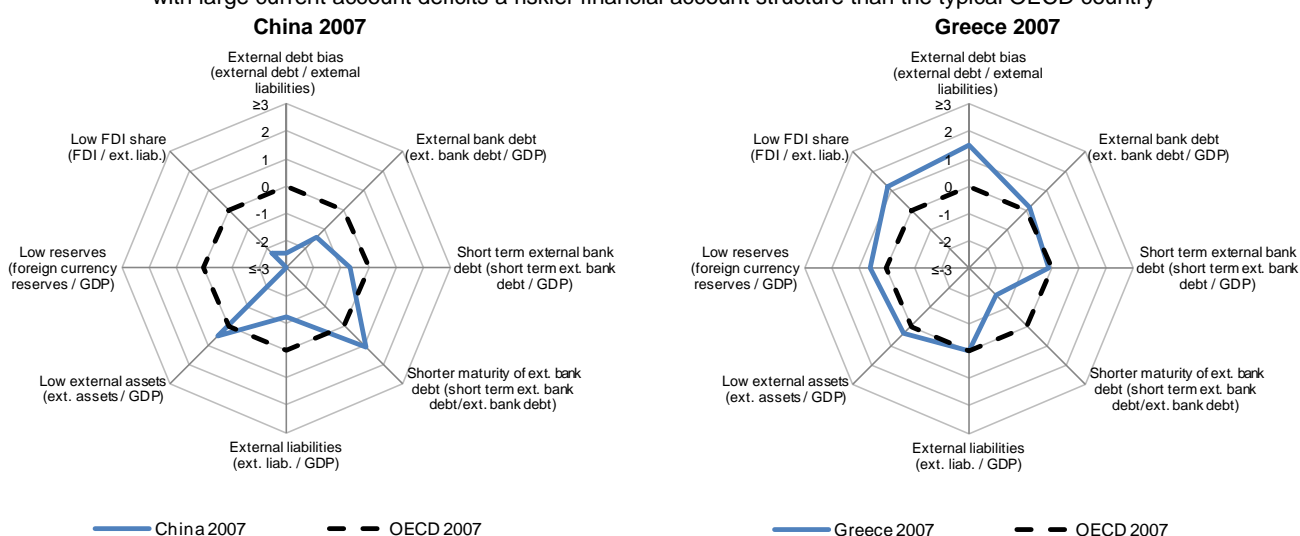 with large current account deficits a riskier financial account structure than the typical OECD country
China 2007
External debt bias
(external debt / external
liabilities)
≥3
2
1
0
-1
-2
≤-3
External bank debt
(ext. bank debt / GDP)
Short term external bank
debt (short term ext. bank
debt / GDP)
Shorter maturity of ext. bank
debt (short term ext. bank
debt/ext. bank debt)
External liabilities
(ext. liab. / GDP)
Low external assets
(ext. assets / GDP)
Low reserves
(foreign currency
reserves / GDP)
Low FDI share
(FDI / ext. liab.)
China 2007
OECD 2007
Greece 2007
External debt bias
(external debt / external
liabilities)
≥3
2
1
0
-1
-2
≤-3
External bank debt
(ext. bank debt / GDP)
Short term external bank
debt (short term ext. bank
debt / GDP)
Shorter maturity of ext. bank
debt (short term ext. bank
debt/ext. bank debt)
External liabilities
(ext. liab. / GDP)
Low external assets
(ext. assets / GDP)
Low reserves
(foreign currency
reserves / GDP)
Low FDI share
(FDI / ext. liab.)
Greece 2007
OECD 2007